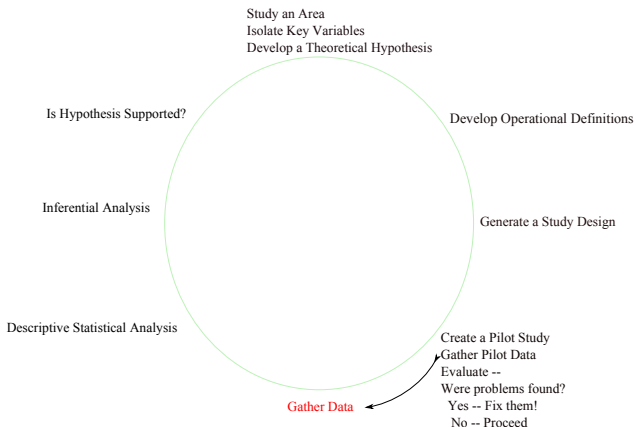 Study an Area
Isolate Key Variables
Develop a Theoretical Hypothesis
Develop Operational Definitions
Generate a Study Design
Create a Pilot Study
Gather Pilot Data
Evaluate --
Were problems found?
Yes -- Fix them!
No -- Proceed
Gather Data
Descriptive Statistical Analysis
Inferential Analysis
Is Hypothesis Supported?